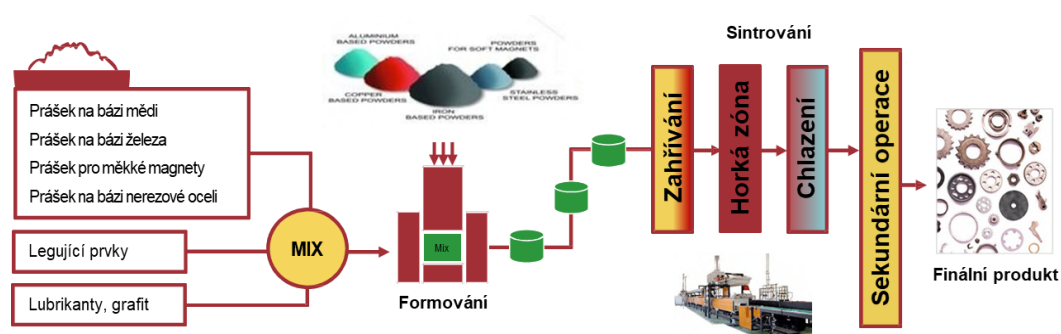 ALUMINIUM
BASED POWDERS
POWDERS
FOR SOFT MAGNETS
COPPER
BASED POWDERS
IRON
BASED POWDERS
STAINLESS
STEEL POWDERS
Prášek na bázi mědi
Prášek na bázi železa
Prášek pro měkké magnety
Prášek na bázi nerezové oceli
Legující prvky
Lubrikanty, grafit
MIX
Mix
Formování
Sintrování
Zahřívání
Horká zóna
Chlazení
Sekundární operace
Finální produkt